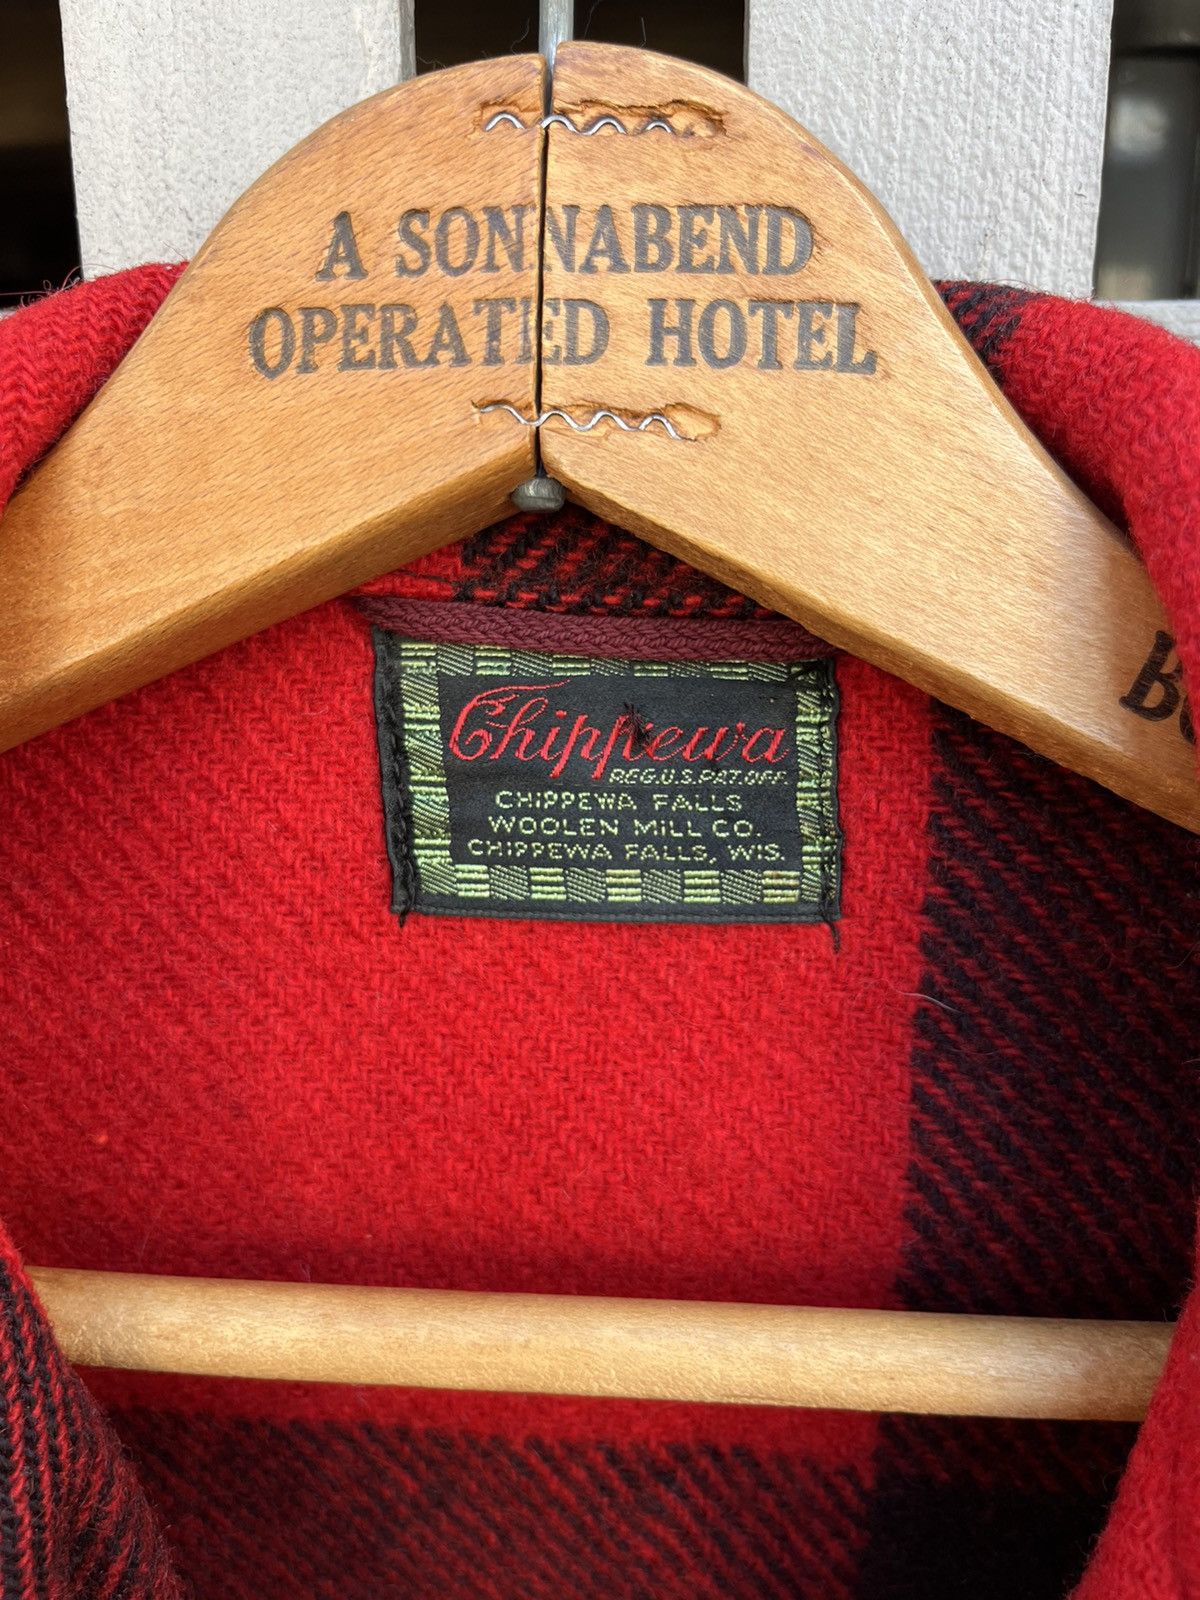 A SONNABEND
OPERATED HOTEL
Chippewa
REG.U.S.PAT.OFF.
CHIPPEWA FALLS
WOOLEN MILL CO.
CHIPPEWA FALLS, WIS.